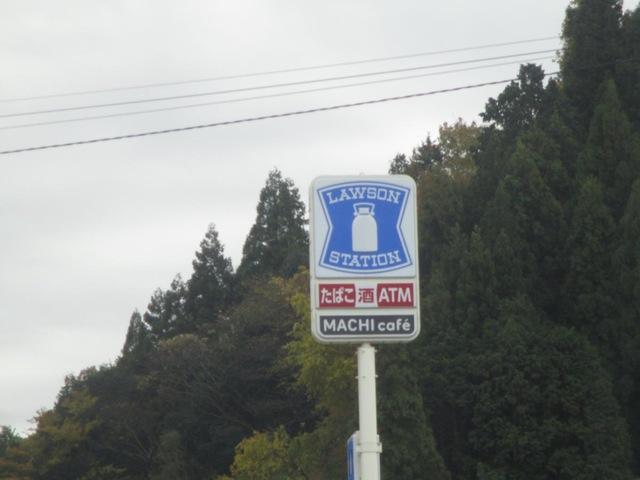 LAWSON
STATION
たばこ 酒 ATM
MACHI café